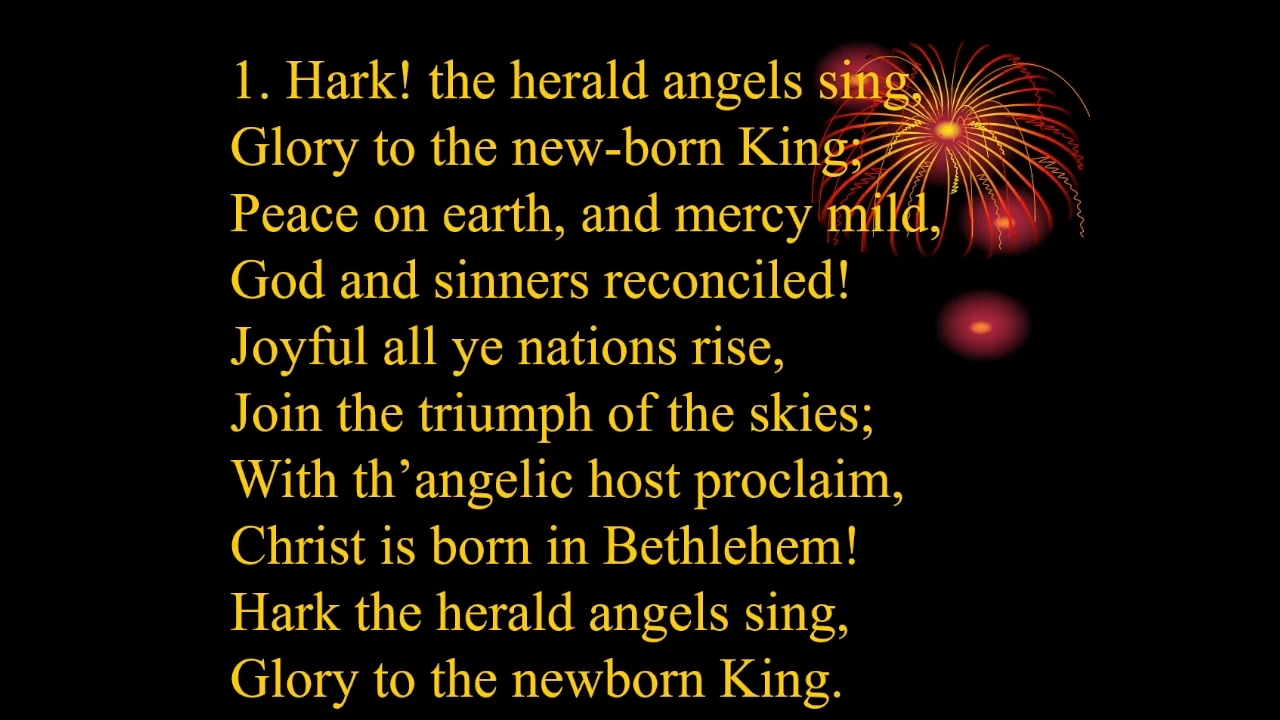 1. Hark! the herald angels sing,
Glory to the new-born King;
Peace on earth, and mercy mild,
God and sinners reconciled!
Joyful all ye nations rise,
Join the triumph of the skies;
With th’angelic host proclaim,
Christ is born in Bethlehem!
Hark the herald angels sing,
Glory to the newborn King.